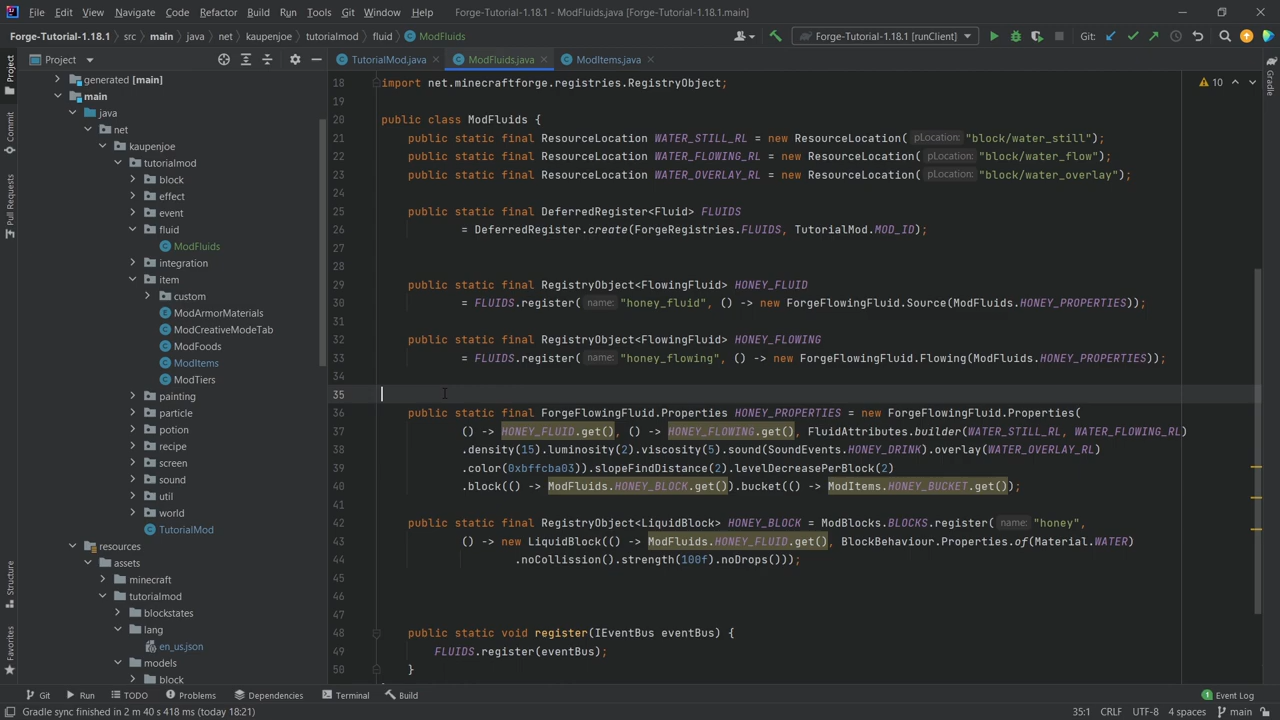 File Edit View Navigate Code Refactor Build Run Tools Git Window Help Forge-Tutorial-1.18.1 - ModFluids.java [Forge-Tutorial-1.18.1.main]
Forge-Tutorial-1.18.1 src main java net kaupenjoe tutorialmod fluid ModFluids Forge-Tutorial-1.18.1 [runClient] Git:
Project TutorialMod.java ModFluids.java ModItems.java
Project
Commit
Pull Requests
Structure
Favorites
Gradle
generated [main]
main
java
net
kaupenjoe
tutorialmod
block
effect
event
fluid
ModFluids
integration
item
custom
ModArmorMaterials
ModCreativeModeTab
ModFoods
ModItems
ModTiers
painting
particle
potion
recipe
screen
sound
util
world
TutorialMod
resources
assets
minecraft
tutorialmod
blockstates
lang
en_us.json
models
block
10
18 import net.minecraftforge.registries.RegistryObject;
19
20 public class ModFluids {
21 public static final ResourceLocation WATER_STILL_RL = new ResourceLocation( pLocation: "block/water_still");
22 public static final ResourceLocation WATER_FLOWING_RL = new ResourceLocation( pLocation: "block/water_flow");
23 public static final ResourceLocation WATER_OVERLAY_RL = new ResourceLocation( pLocation: "block/water_overlay");
24
25 public static final DeferredRegister<Fluid> FLUIDS
26 = DeferredRegister.create(ForgeRegistries.FLUIDS, TutorialMod.MOD_ID);
27
28
29 public static final RegistryObject<FlowingFluid> HONEY_FLUID
30 = FLUIDS.register( name: "honey_fluid", () -> new ForgeFlowingFluid.Source(ModFluids.HONEY_PROPERTIES));
31
32 public static final RegistryObject<FlowingFluid> HONEY_FLOWING
33 = FLUIDS.register( name: "honey_flowing", () -> new ForgeFlowingFluid.Flowing(ModFluids.HONEY_PROPERTIES));
34
35
36 public static final ForgeFlowingFluid.Properties HONEY_PROPERTIES = new ForgeFlowingFluid.Properties(
37 () -> HONEY_FLUID.get(), () -> HONEY_FLOWING.get(), FluidAttributes.builder(WATER_STILL_RL, WATER_FLOWING_RL)
38 .density(15).luminosity(2).viscosity(5).sound(SoundEvents.HONEY_DRINK).overlay(WATER_OVERLAY_RL)
39 .color(0xbffcba03)).slopeFindDistance(2).levelDecreasePerBlock(2)
40 .block(() -> ModFluids.HONEY_BLOCK.get()).bucket(() -> ModItems.HONEY_BUCKET.get());
41
42 public static final RegistryObject<LiquidBlock> HONEY_BLOCK = ModBlocks.BLOCKS.register( name: "honey",
43 () -> new LiquidBlock(() -> ModFluids.HONEY_FLUID.get(), BlockBehaviour.Properties.of(Material.WATER)
44 .noCollission().strength(100f).noDrops()));
45
46
47
48 public static void register(IEventBus eventBus) {
49 FLUIDS.register(eventBus);
50 }
Git Run TODO Problems Dependencies Terminal Build Event Log
Gradle sync finished in 2 m 40 s 418 ms (today 18:21) 35:1 CRLF UTF-8 4 spaces main